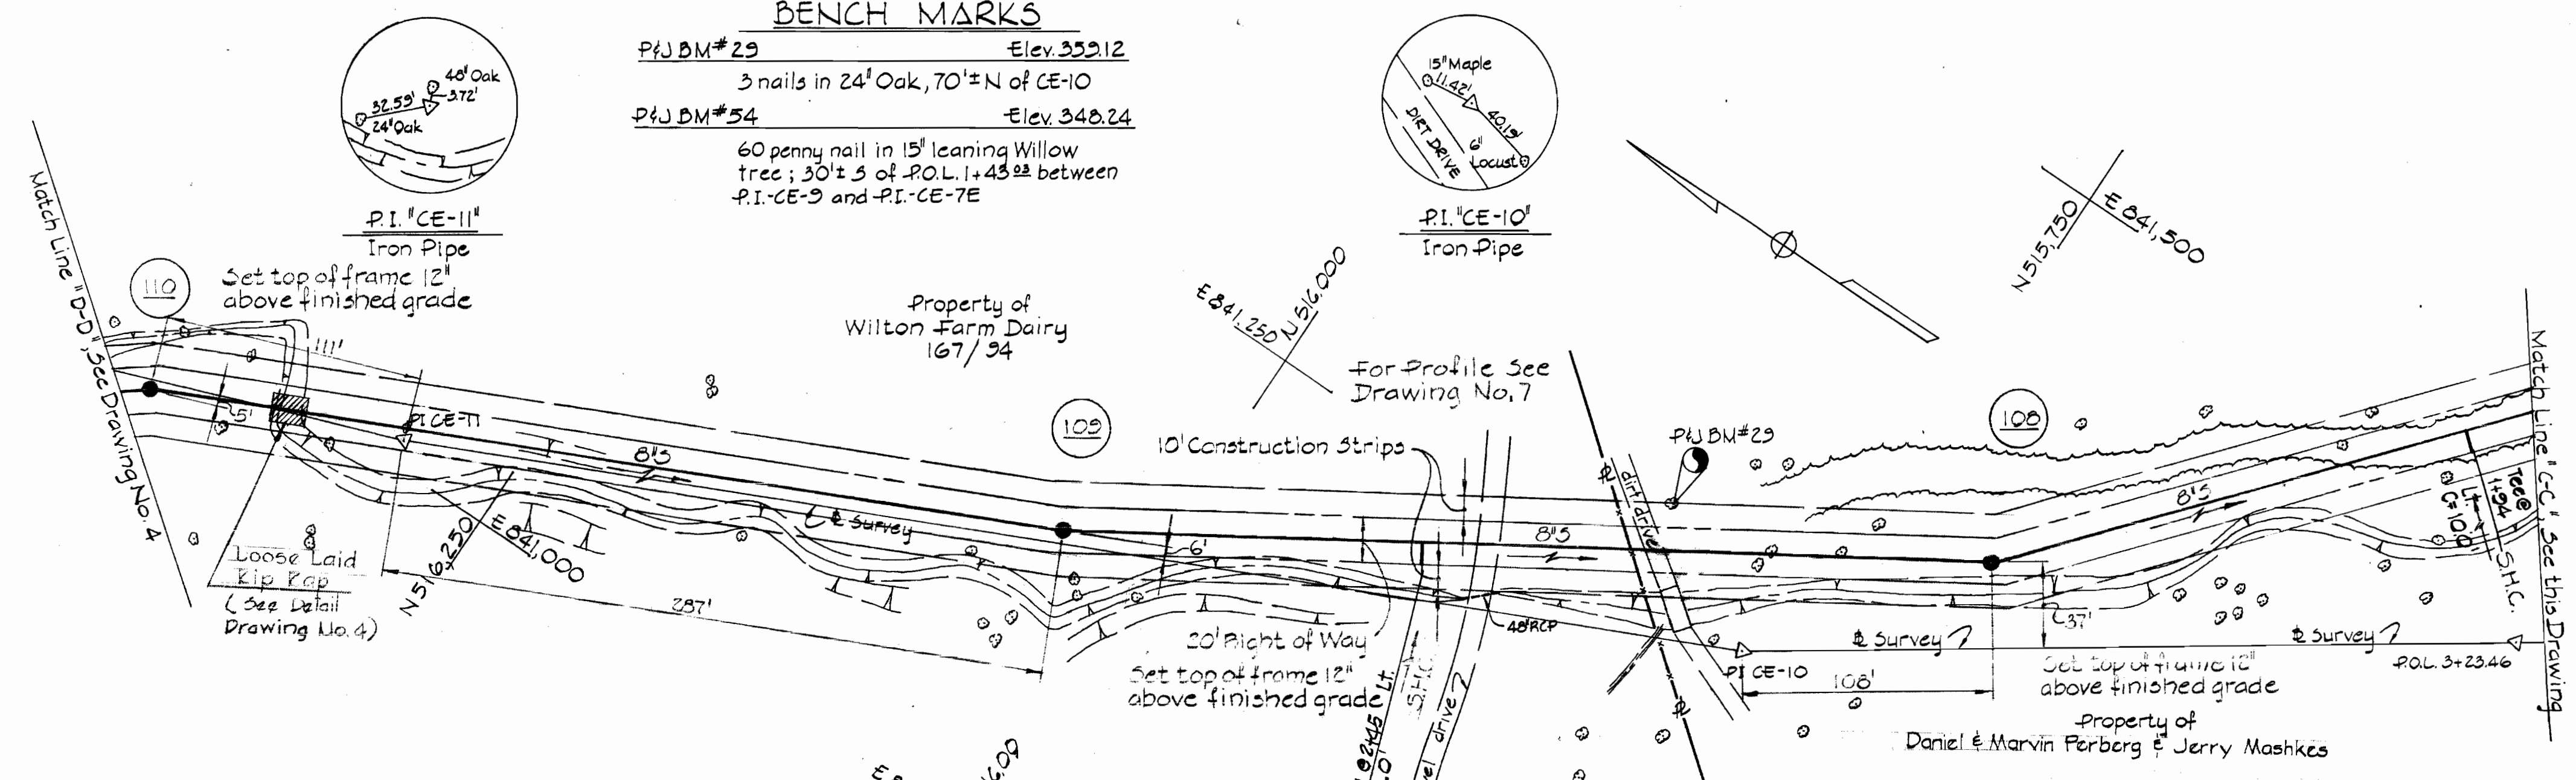 BENCH MARKS
P&J BM#29 Elev. 359.12
3 nails in 24" Oak, 70'± N of CE-10
P&J BM#54 Elev. 348.24
60 penny nail in 15" leaning Willow
tree; 30'± S of P.O.L. 1+43.03 between
P.I.-CE-9 and P.I.-CE-7E
48" Oak
3.72'
32.59'
24" Oak
P.I. "CE-11"
Iron Pipe
15" Maple
11.42'
40.19'
6"
Locust
DIRT DRIVE
P.I. "CE-10"
Iron Pipe
N 515,750
E 841,500
Match Line "D-D", See Drawing No. 4
110
Set top of frame 12"
above finished grade
111'
5'
PI CE-11
Property of
Wilton Farm Dairy
167/94
E 841,250
N 516,000
For Profile See
Drawing No. 7
109
10' Construction Strips
P&J BM#29
108
Match Line "C-C", See this Drawing
8"S
8"S
8"S
℄ Survey
6'
dirt drive
Tee@
1+94
Lt.
C=10.0
S.H.C.
Loose Laid
Rip Rap
(See Detail
Drawing No. 4)
N 516,250
E 841,000
287'
20' Right of Way
48" RCP
Set top of frame 12"
above finished grade
S.H.C.
drive
PI CE-10
108'
37'
℄ Survey
℄ Survey
P.O.L. 3+23.46
Set top of frame 12"
above finished grade
Property of
Daniel & Marvin Perberg & Jerry Mashkes